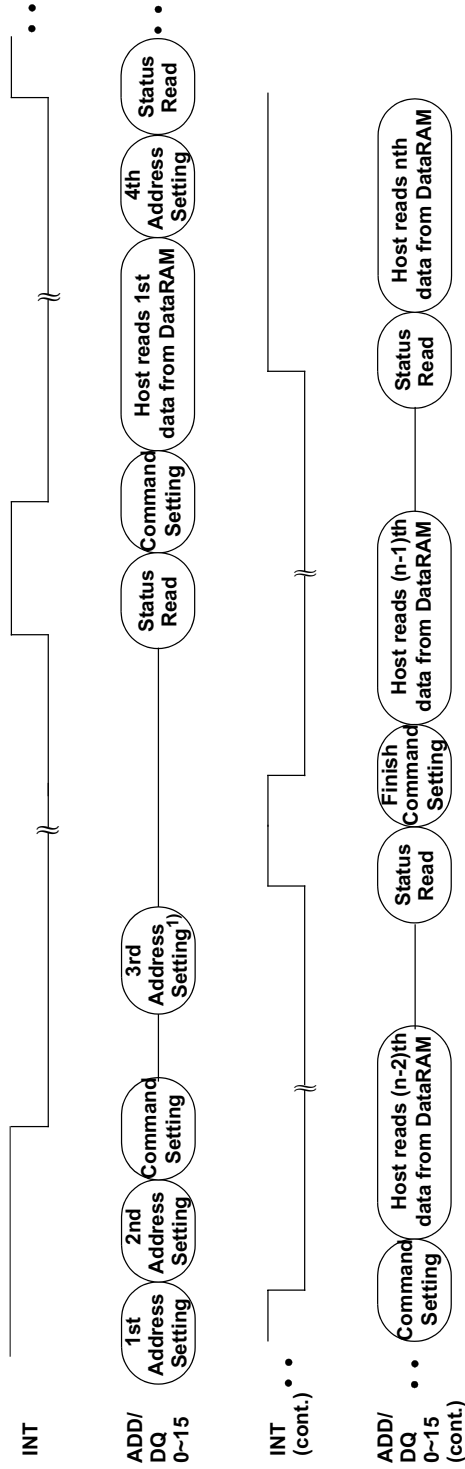 INT
ADD/
DQ
0~15
1st
Address
Setting
2nd
Address
Setting
Command
Setting
3rd
Address
Setting1)
Status
Read
Command
Setting
Host reads 1st
data from DataRAM
4th
Address
Setting
Status
Read
INT
(cont.)
ADD/
DQ
0~15
(cont.)
Command
Setting
Host reads (n-2)th
data from DataRAM
Status
Read
Finish
Command
Setting
Host reads (n-1)th
data from DataRAM
Status
Read
Host reads nth
data from DataRAM